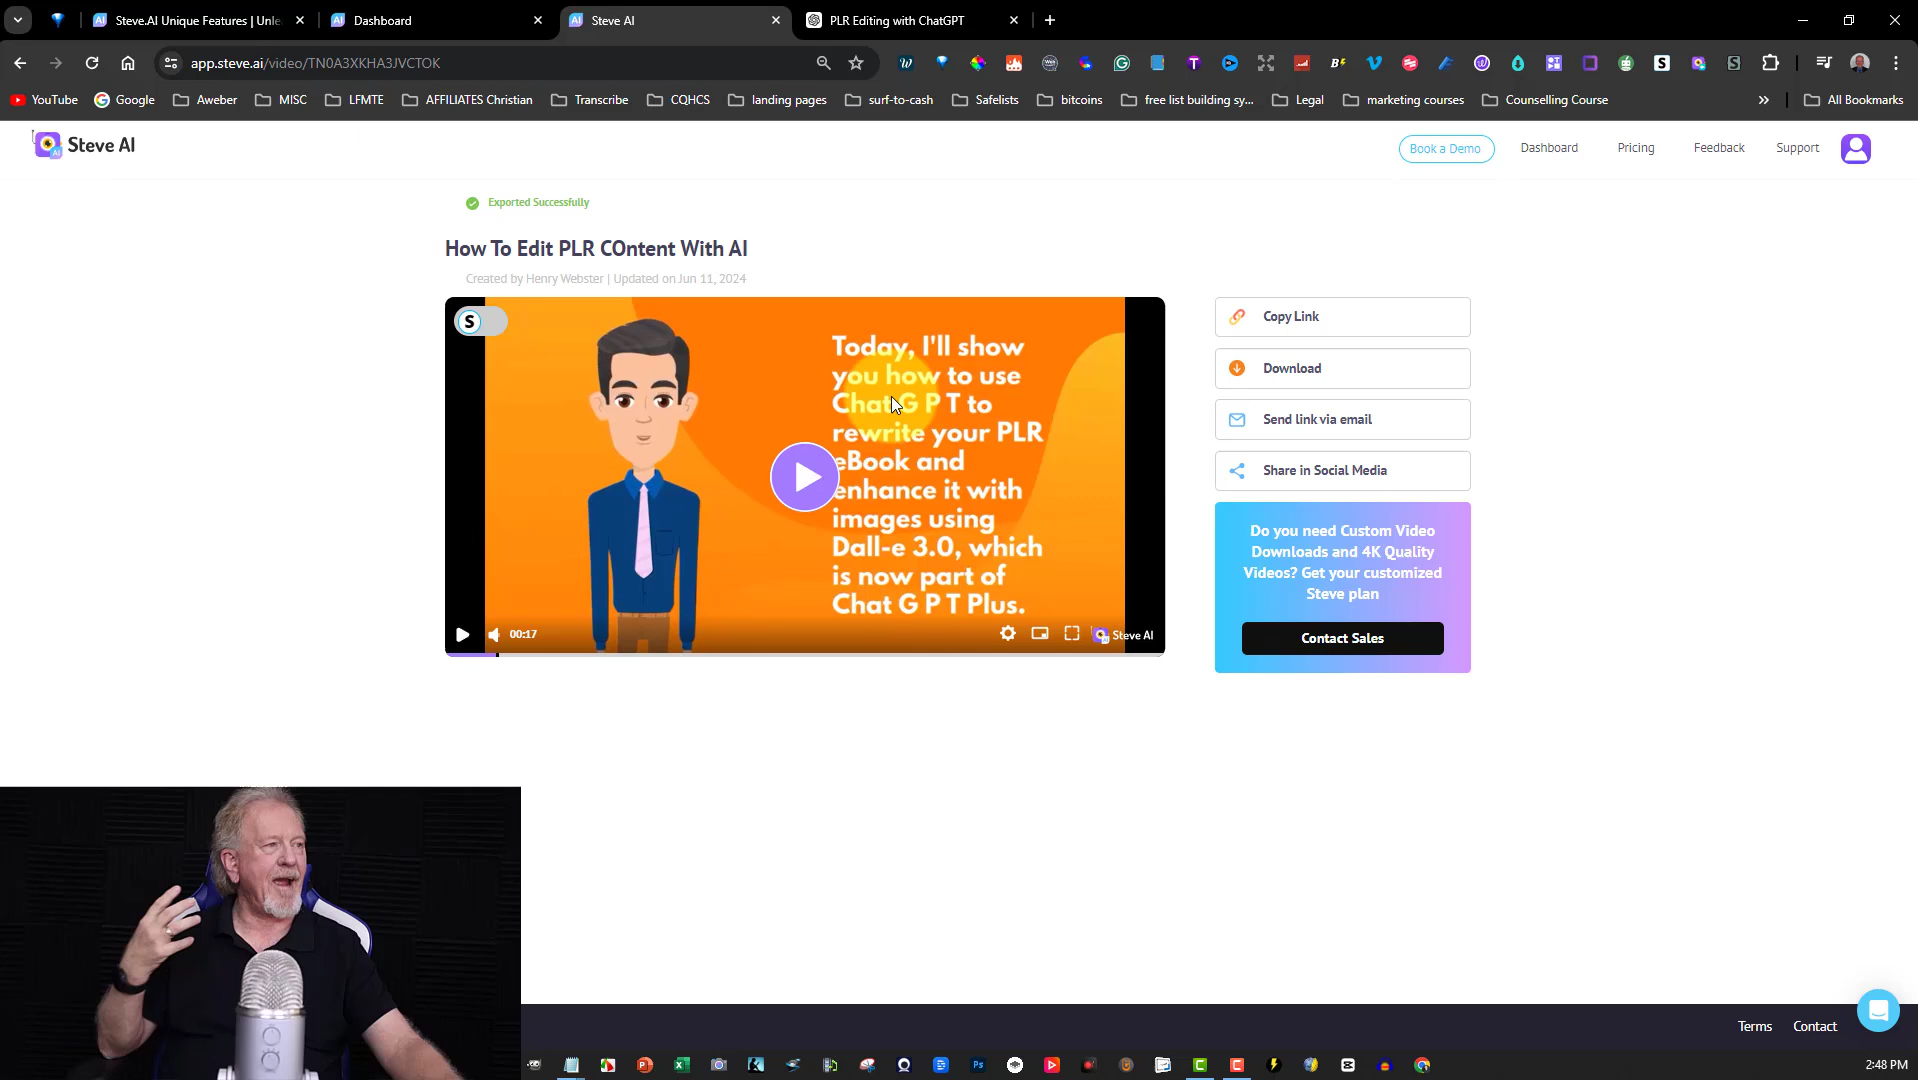 Steve.AI Unique Features | Unle
Dashboard
Steve AI
PLR Editing with ChatGPT
app.steve.ai/video/TN0A3XKHA3JVCTOK
YouTube
Google
Aweber
MISC
LFMTE
AFFILIATES Christian
Transcribe
CQHCS
landing pages
surf-to-cash
Safelists
bitcoins
free list building sy...
Legal
marketing courses
Counselling Course
All Bookmarks
Steve AI
Book a Demo
Dashboard
Pricing
Feedback
Support
Exported Successfully
How To Edit PLR COntent With AI
Created by Henry Webster | Updated on Jun 11, 2024
S
Today, I'll show
you how to use
Chat G P T to
rewrite your PLR
eBook and
enhance it with
images using
Dall-e 3.0, which
is now part of
Chat G P T Plus.
00:17
Steve AI
Copy Link
Download
Send link via email
Share in Social Media
Do you need Custom Video
Downloads and 4K Quality
Videos? Get your customized
Steve plan
Contact Sales
Terms
Contact
2:48 PM